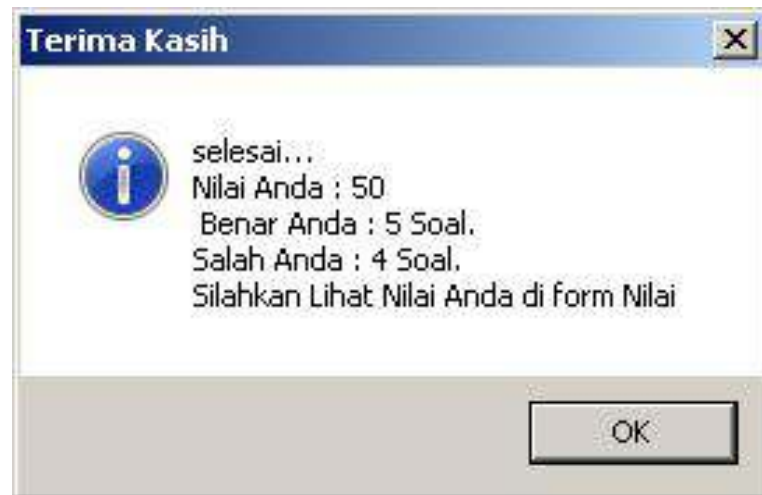 Terima Kasih
selesai...
Nilai Anda : 50
Benar Anda : 5 Soal.
Salah Anda : 4 Soal.
Silahkan Lihat Nilai Anda di form Nilai
OK